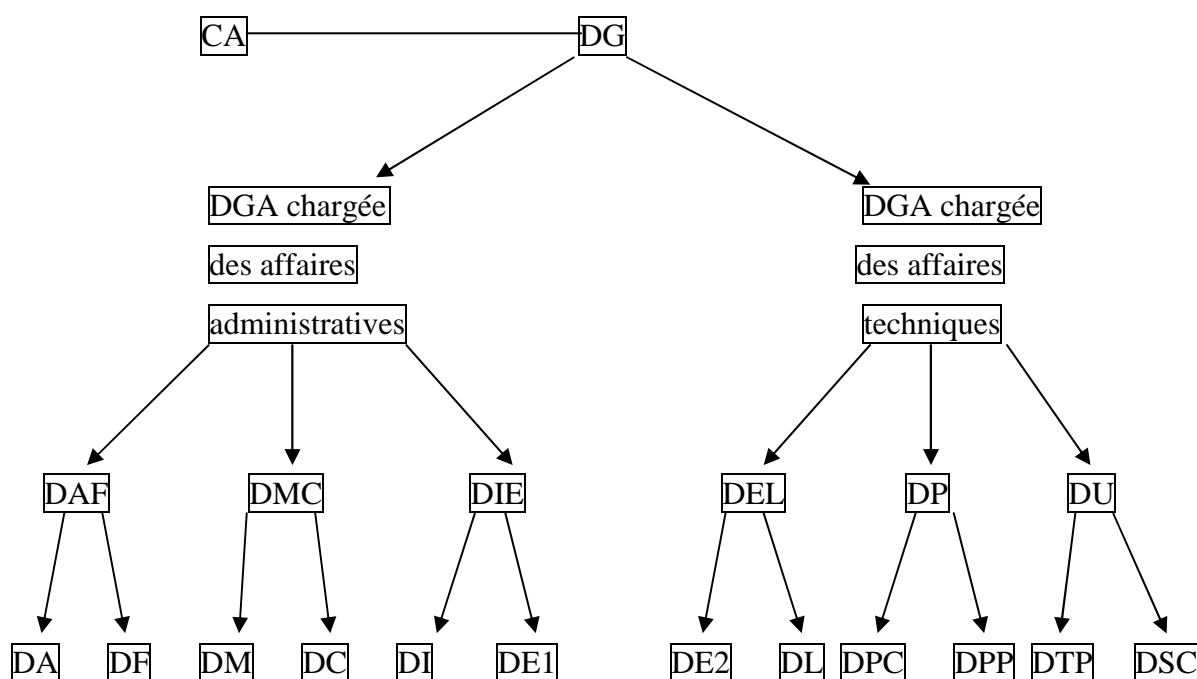 CA DG
DGA chargée DGA chargée
des affaires des affaires
administratives techniques
DAF DMC DIE DEL DP DU
DA DF DM DC DI DE1 DE2 DL DPC DPP DTP DSC